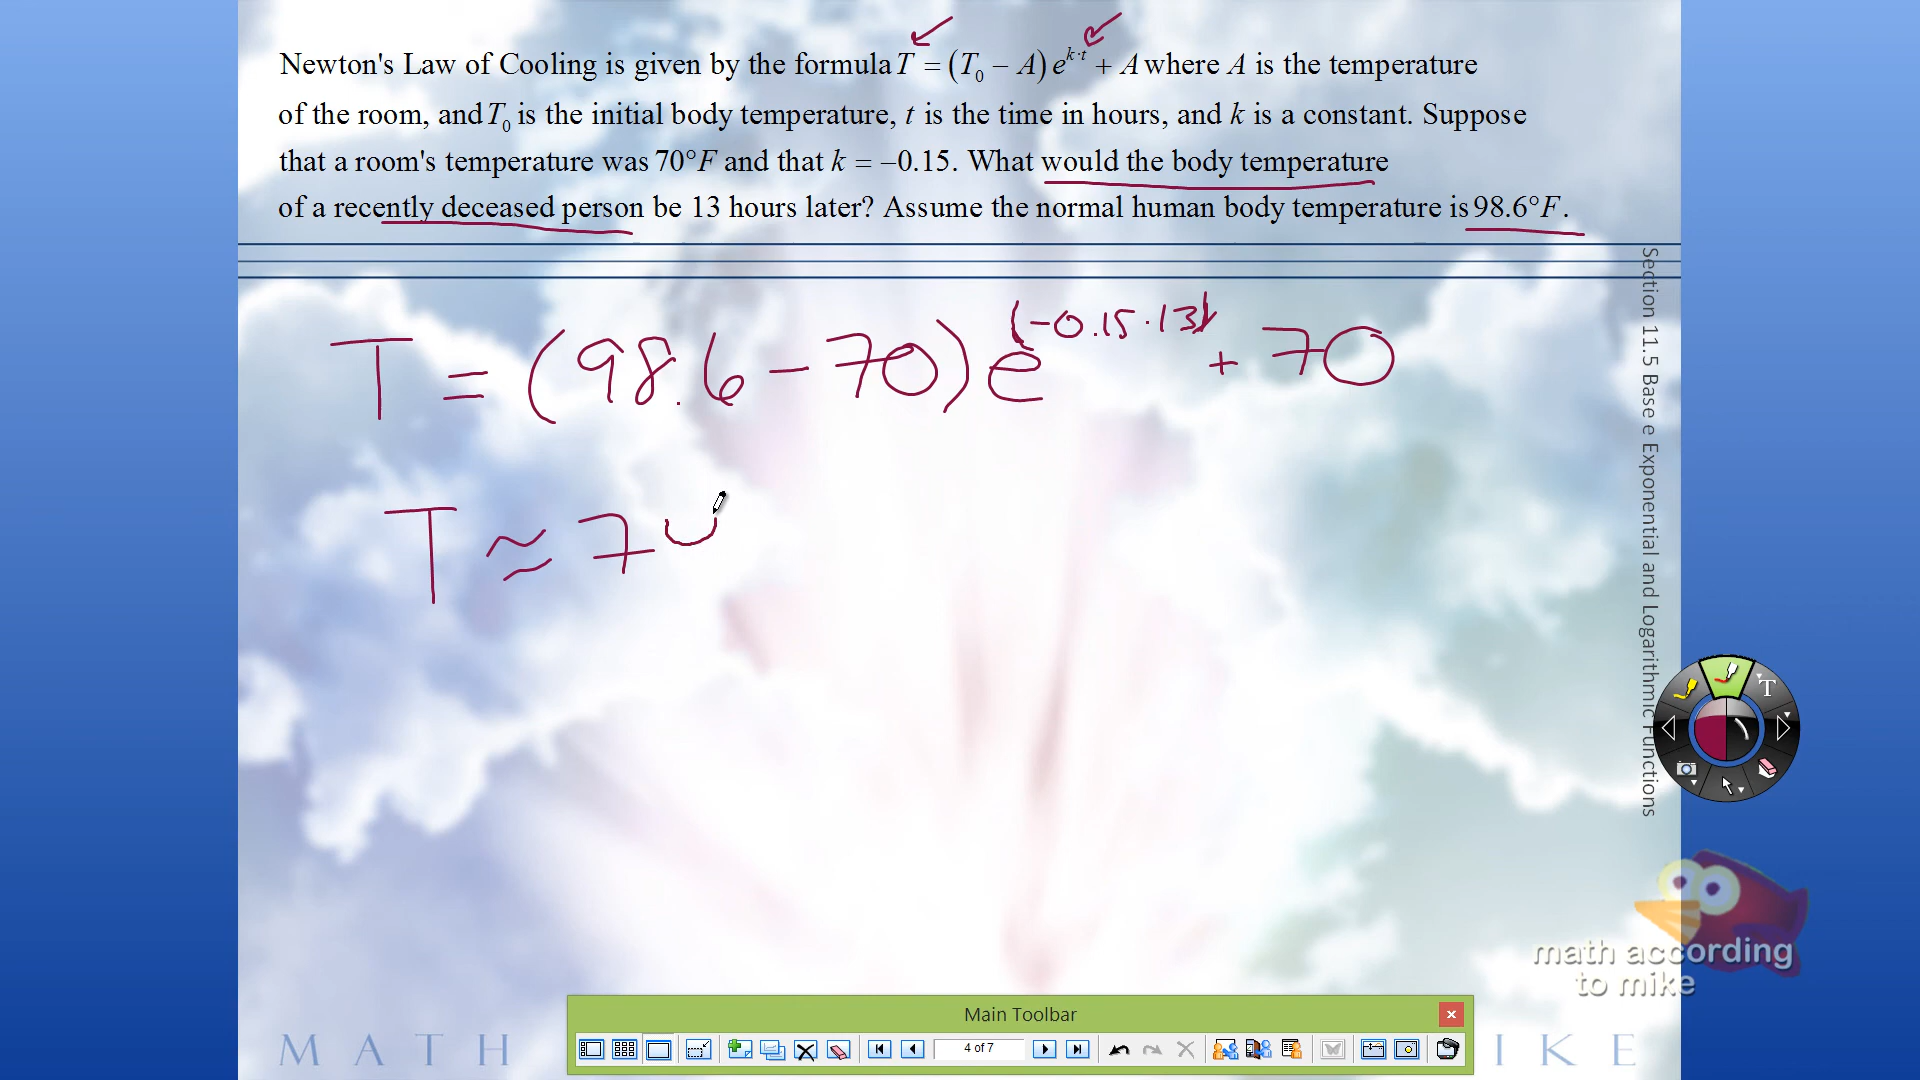 Newton's Law of Cooling is given by the formula T = (T₀ − A) e^{k·t} + A where A is the temperature
of the room, and T₀ is the initial body temperature, t is the time in hours, and k is a constant. Suppose
that a room's temperature was 70°F and that k = −0.15. What would the body temperature
of a recently deceased person be 13 hours later? Assume the normal human body temperature is 98.6°F.
T = (98.6 − 70) e^{(−0.15·13)} + 70
T ≈ 7
Section 11.5 Base e Exponential and Logarithmic Functions
T
math according
to mike
Main Toolbar
4 of 7
MATH
IKE